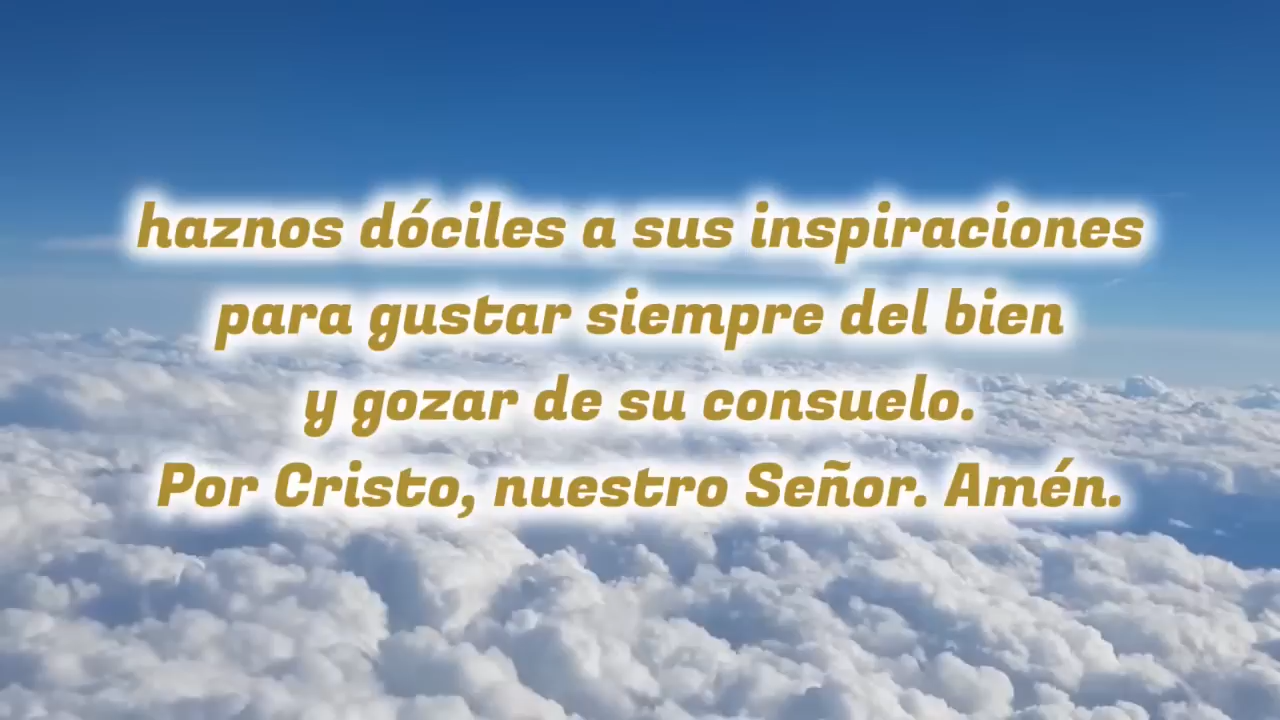 haznos dóciles a sus inspiraciones
para gustar siempre del bien
y gozar de su consuelo.
Por Cristo, nuestro Señor. Amén.